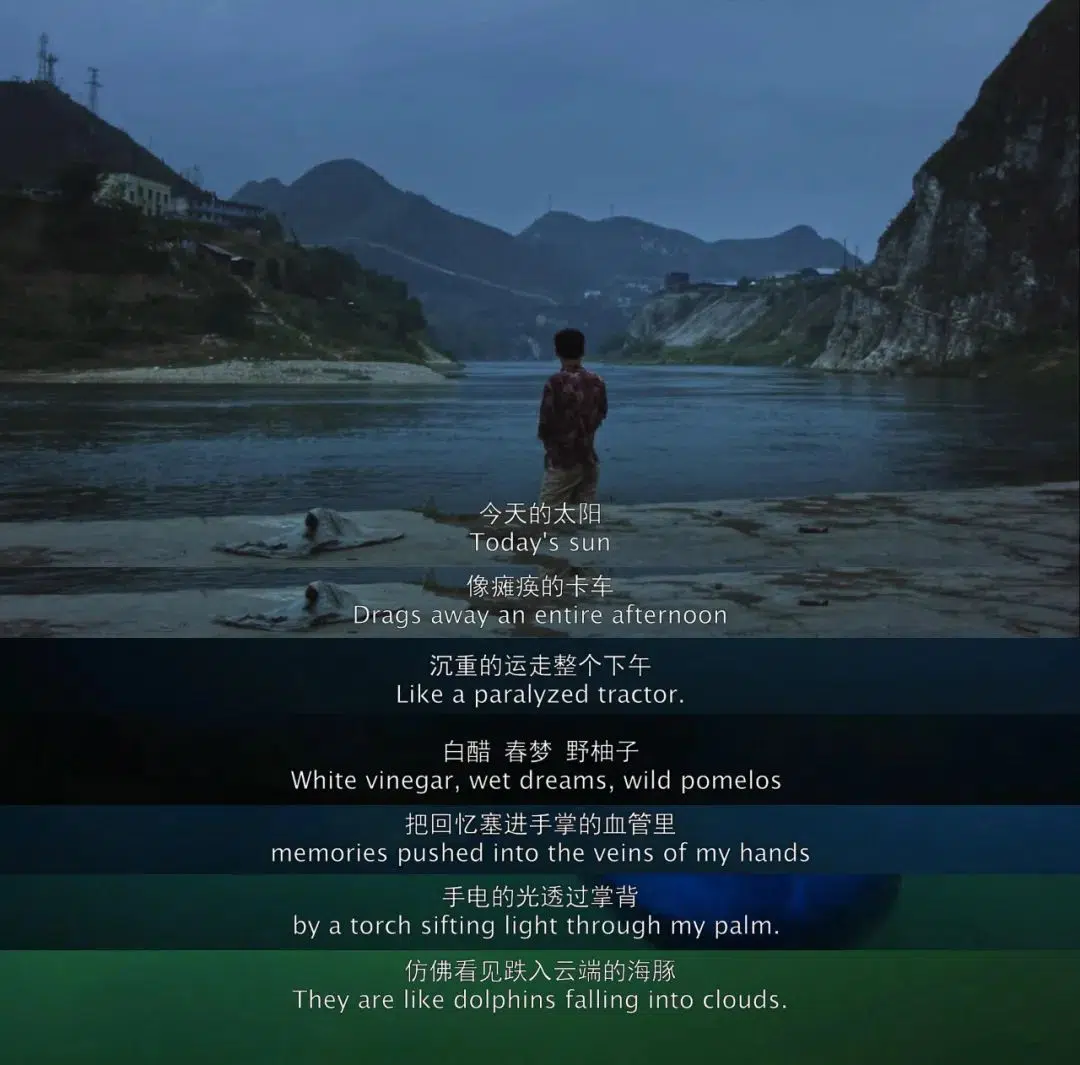 今天的太阳
Today's sun
像瘫痪的卡车
Drags away an entire afternoon
沉重的运走整个下午
Like a paralyzed tractor.
白醋 春梦 野柚子
White vinegar, wet dreams, wild pomelos
把回忆塞进手掌的血管里
memories pushed into the veins of my hands
手电的光透过掌背
by a torch sifting light through my palm.
仿佛看见跌入云端的海豚
They are like dolphins falling into clouds.